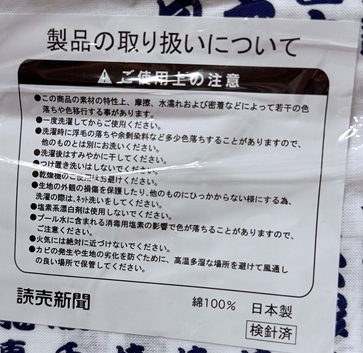 製品の取り扱いについて
ご使用上の注意
●この商品の素材の特性上、摩擦、水濡れおよび密着などによって若干の色
落ちや色移行する事があります。
●一度洗濯してからご使用ください。
●洗濯時に浮毛の落ちや余剰染料など多少色落ちすることがありますので、
他のものとは別にお洗いください。
●洗濯後はすみやかに干してください。
●つけ置き洗いはしないでください。
●乾燥機のご使用はお避けください。
●生地の外観の損傷を保護したり、他のものにひっかからない様にする為、
洗濯の際は、ネット洗いをしてください。
●塩素系漂白剤は使用しないでください。
●プール水に含まれる消毒用塩素の影響で色が落ちることがありますので、
ご注意ください。
●火気には絶対に近づけないでください。
●カビの発生や生地の劣化を防ぐために、高温多湿な場所を避けて風通し
の良い場所で保管してください。
読売新聞
綿100% 日本製
検針済